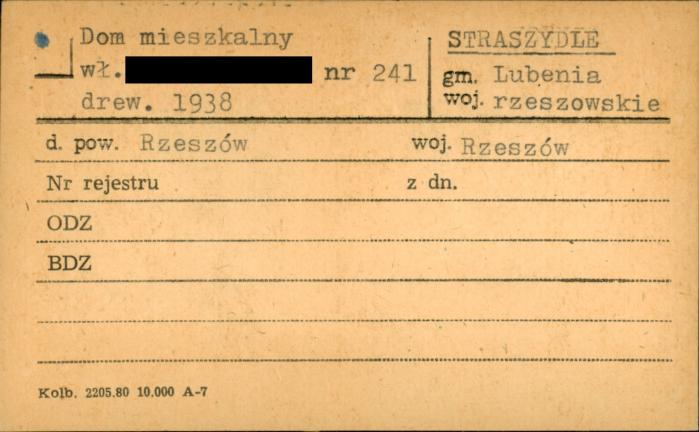 Dom mieszkalny
wł. nr 241
drew. 1938
STRASZYDLE
gm. Lubenia
woj. rzeszowskie
d. pow. Rzeszów woj. Rzeszów
Nr rejestru z dn.
ODZ
BDZ
Kolb. 2205.80 10.000 A-7